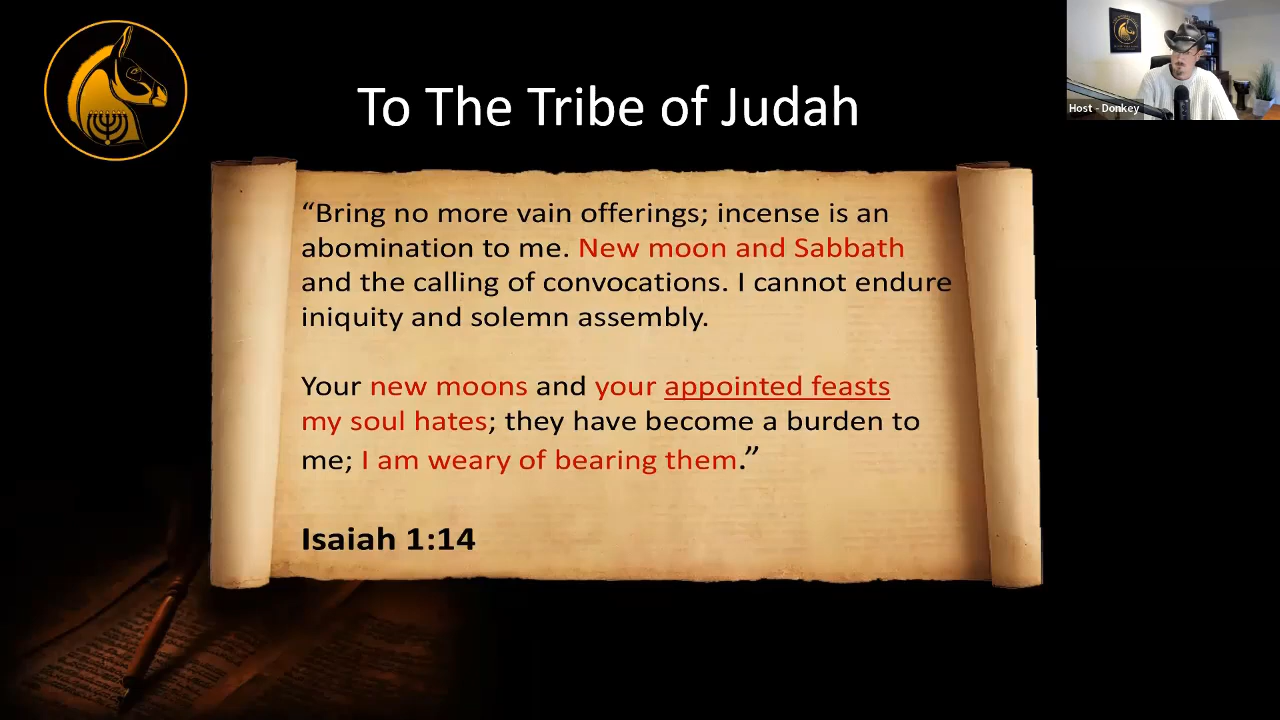 To The Tribe of Judah
Host - Donkey
“Bring no more vain offerings; incense is an
abomination to me. New moon and Sabbath
and the calling of convocations. I cannot endure
iniquity and solemn assembly.
Your new moons and your appointed feasts
my soul hates; they have become a burden to
me; I am weary of bearing them.”
Isaiah 1:14